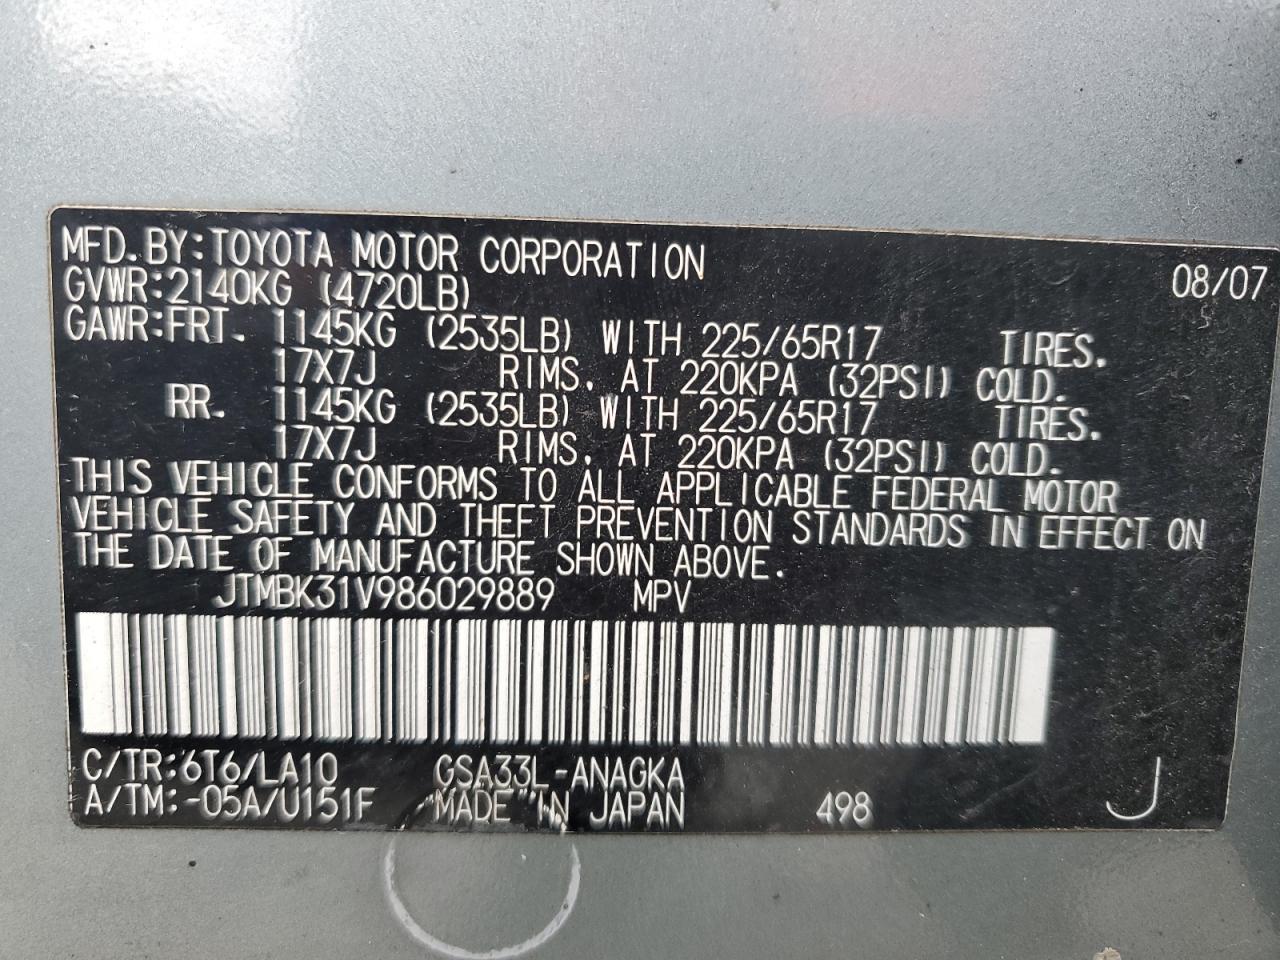 MFD.BY:TOYOTA MOTOR CORPORATION 08/07
GVWR:2140KG (4720LB)
GAWR:FRT. 1145KG (2535LB) WITH 225/65R17 TIRES.
17X7J RIMS, AT 220KPA (32PSI) COLD.
RR. 1145KG (2535LB) WITH 225/65R17 TIRES.
17X7J RIMS, AT 220KPA (32PSI) COLD.
THIS VEHICLE CONFORMS TO ALL APPLICABLE FEDERAL MOTOR
VEHICLE SAFETY AND THEFT PREVENTION STANDARDS IN EFFECT ON
THE DATE OF MANUFACTURE SHOWN ABOVE.
JTMBK31V986029889 MPV
C/TR:6T6/LA10 GSA33L-ANAGKA
A/TM:-05A/U151F "MADE IN JAPAN 498 J